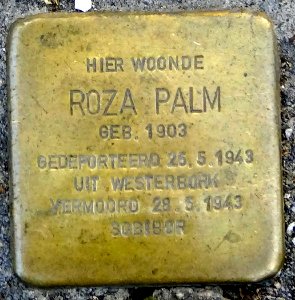 HIER WOONDE
ROZA PALM
GEB. 1903
GEDEPORTEERD 25.5.1943
UIT WESTERBORK
VERMOORD 28.5.1943
SOBIBOR